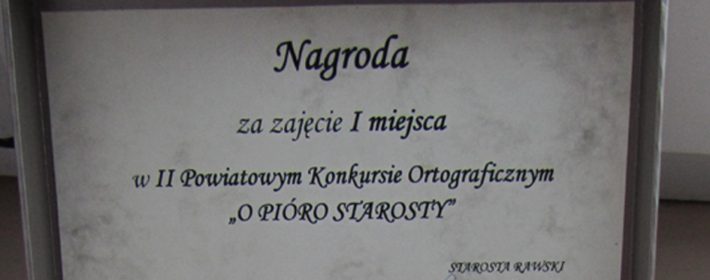 Nagroda
za zajęcie I miejsca
w II Powiatowym Konkursie Ortograficznym
„O PIÓRO STAROSTY”
STAROSTA RAWSKI